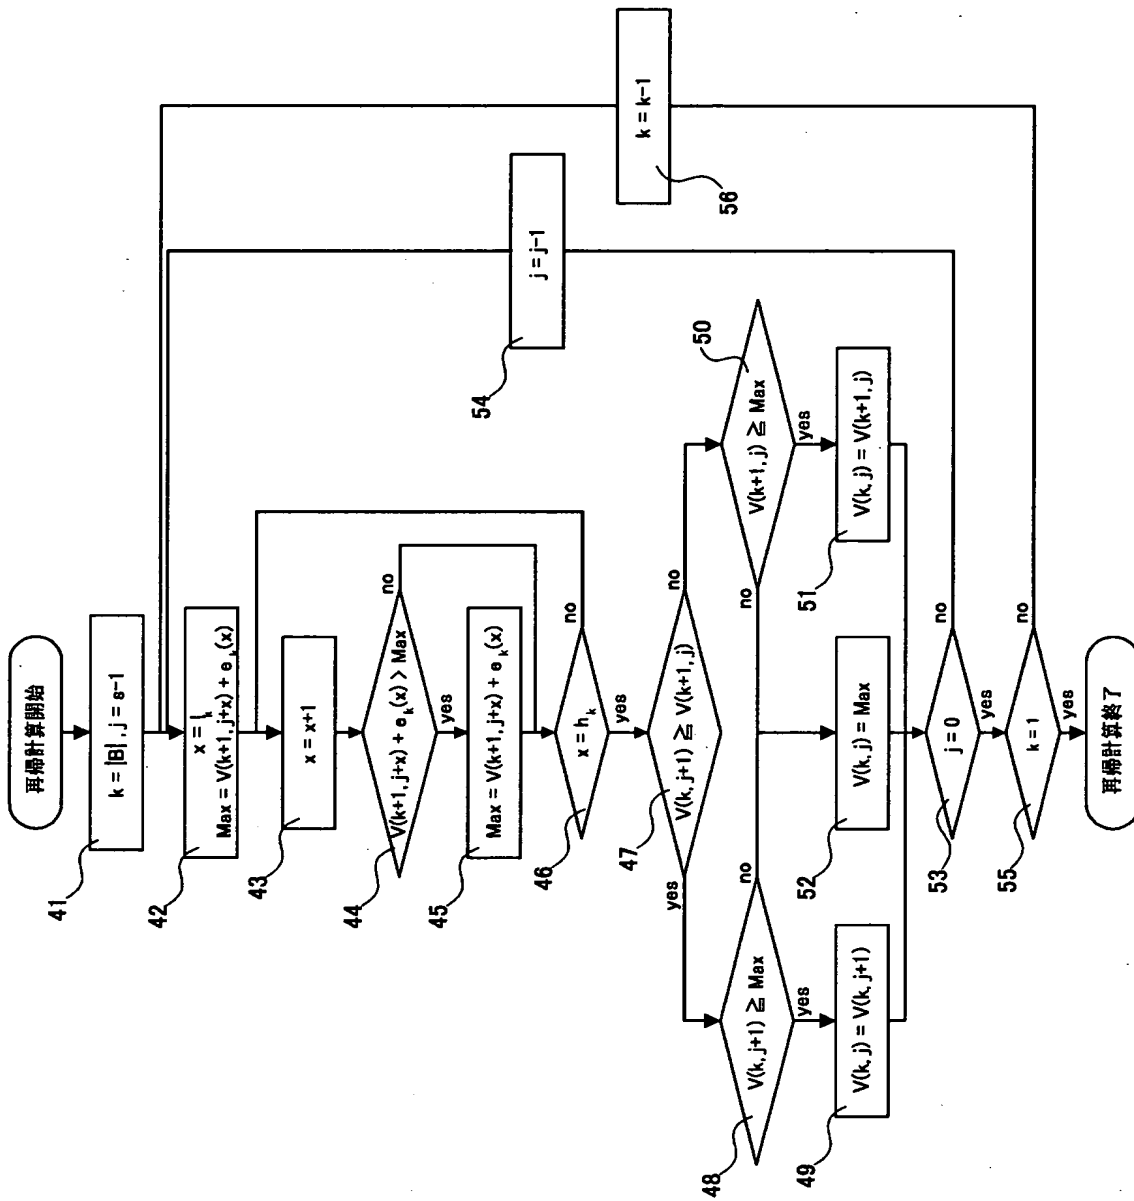 再帰計算開始
k = |B|, j = s-1
41
x = l_k
Max = V(k+1, j+x) + e_k(x)
42
x = x+1
43
V(k+1, j+x) + e_k(x) > Max
44
no
yes
Max = V(k+1, j+x) + e_k(x)
45
x = h_k
46
no
yes
V(k, j+1) ≧ V(k+1, j)
47
yes
no
V(k, j+1) ≧ Max
48
no
yes
V(k+1, j) ≧ Max
50
no
yes
V(k, j) = V(k, j+1)
49
V(k, j) = Max
52
V(k, j) = V(k+1, j)
51
j = 0
53
no
yes
j = j-1
54
k = 1
55
no
yes
k = k-1
56
再帰計算終了